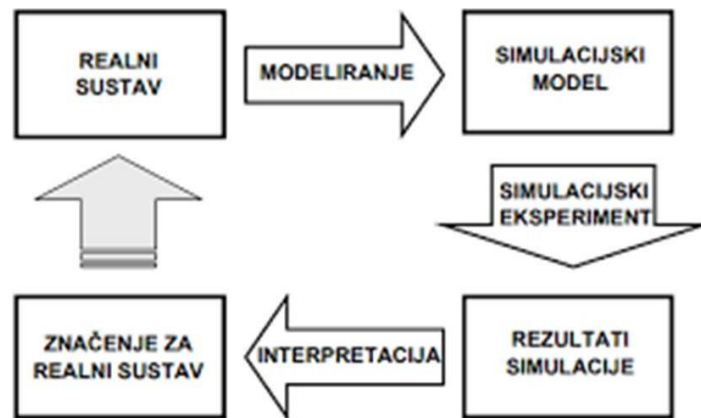 REALNI
SUSTAV
MODELIRANJE
SIMULACIJSKI
MODEL
SIMULACIJSKI
EKSPERIMENT
ZNAČENJE ZA
REALNI SUSTAV
INTERPRETACIJA
REZULTATI
SIMULACIJE